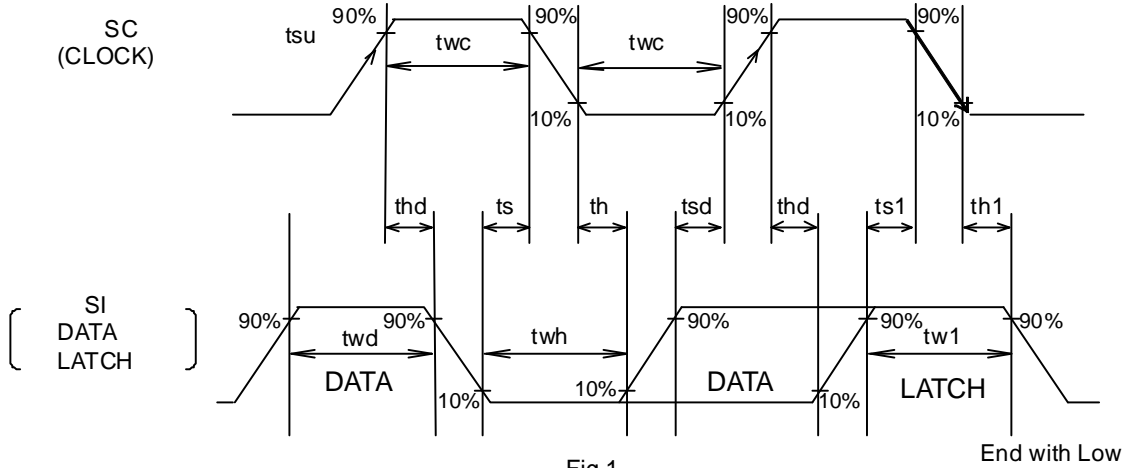 SC
(CLOCK)
tsu
90%
twc
90%
twc
90%
90%
10%
10%
10%
thd
ts
th
tsd
thd
ts1
th1
SI
DATA
LATCH
90%
twd
90%
twh
90%
90%
tw1
90%
DATA
10%
10%
DATA
10%
LATCH
Fig.1
End with Low